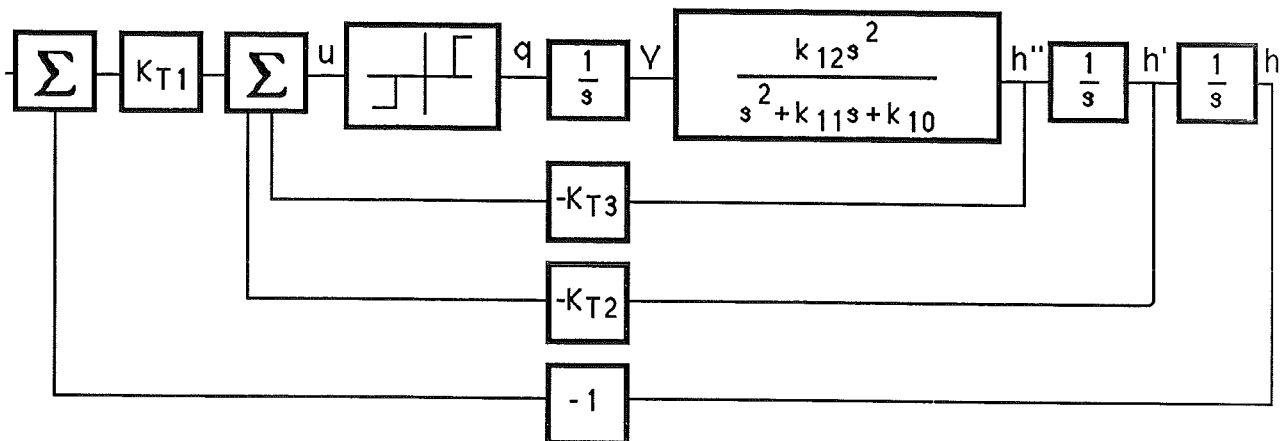 Σ
K_T1
Σ
u
q
1
s
V
k_12 s^2
s^2+k_11 s+k_10
h''
1
s
h'
1
s
h
-K_T3
-K_T2
-1